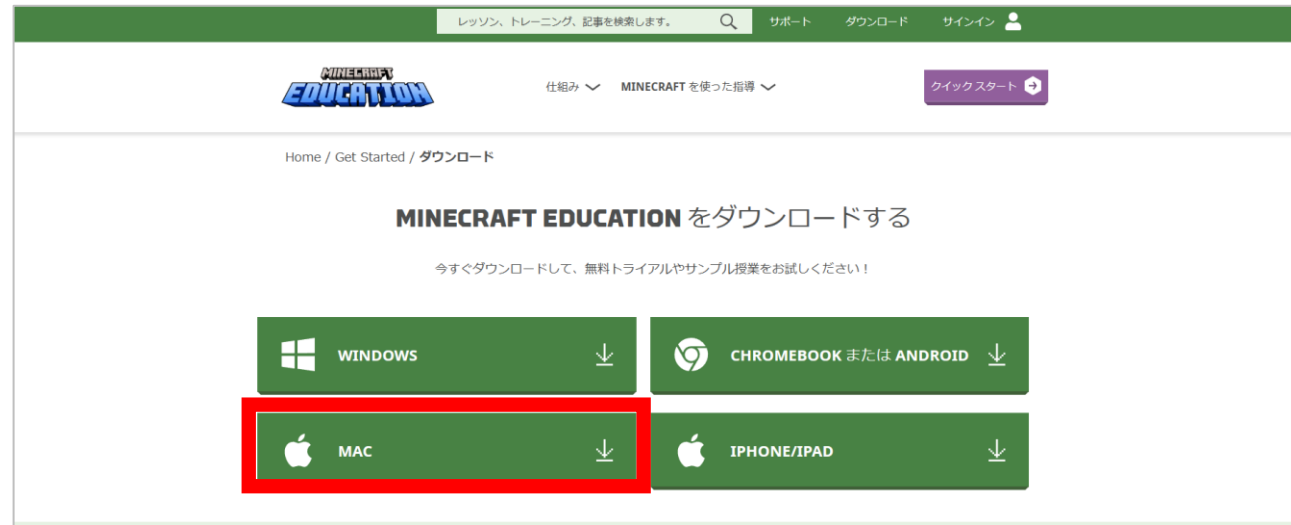 レッスン、トレーニング、記事を検索します。
サポート
ダウンロード
サインイン
MINECRAFT
EDUCATION
仕組み
MINECRAFT を使った指導
クイック スタート
Home / Get Started / ダウンロード
MINECRAFT EDUCATION をダウンロードする
今すぐダウンロードして、無料トライアルやサンプル授業をお試しください！
WINDOWS
CHROMEBOOK または ANDROID
MAC
IPHONE/IPAD